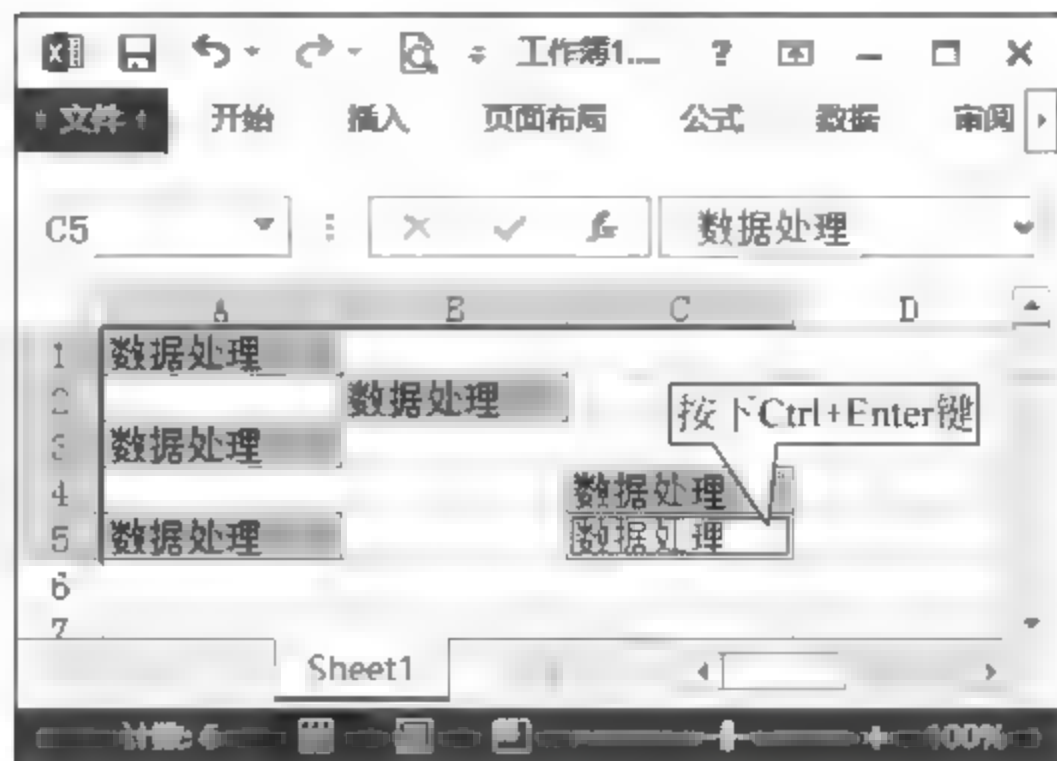 工作簿1... ?
文件 开始 插入 页面布局 公式 数据 审阅
C5 数据处理
A B C D
1 数据处理
2 数据处理
按下Ctrl+Enter键
3 数据处理
4 数据处理
5 数据处理 数据处理
6
7
Sheet1
计数: 100%